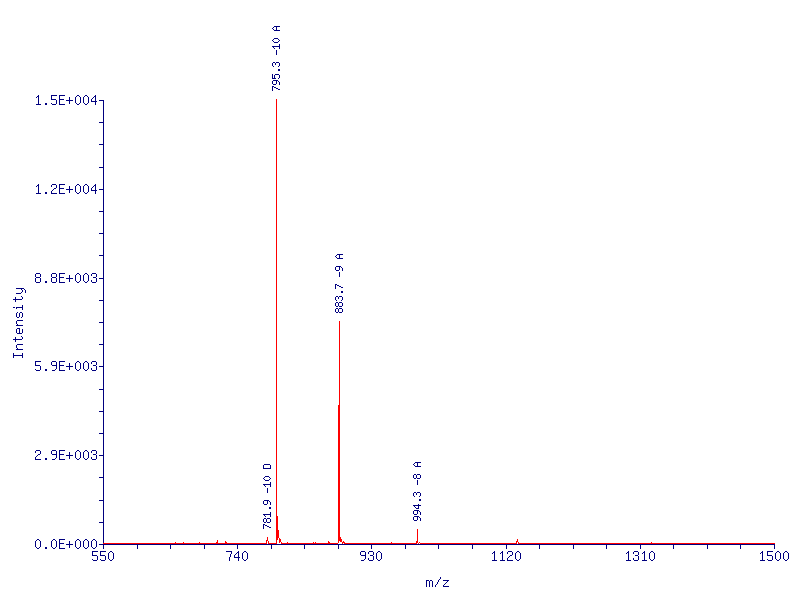 795.3 -10 A
1.5E+004
1.2E+004
883.7 -9 A
8.8E+003
Intensity
5.9E+003
2.9E+003
781.9 -10 D
994.3 -8 A
0.0E+000
550
740
930
1120
1310
1500
m/z